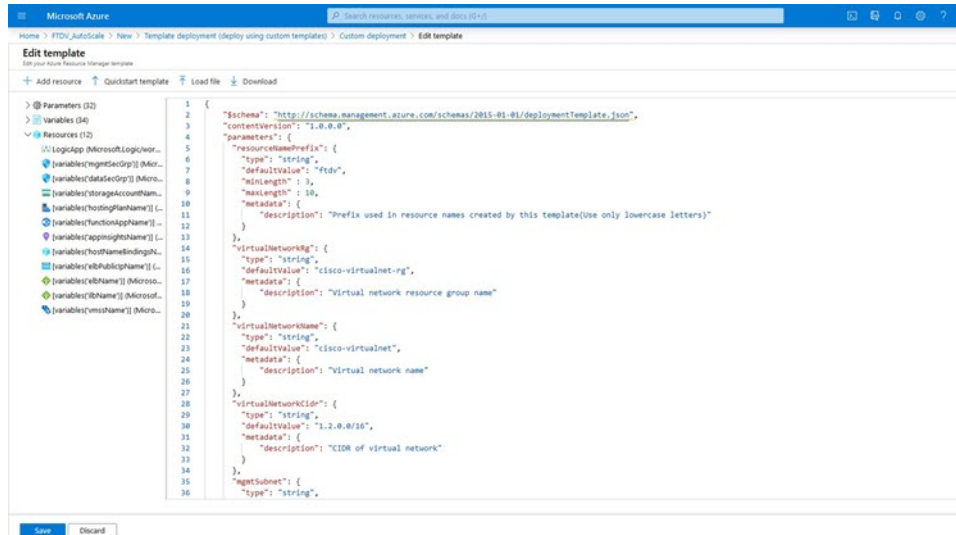 Microsoft Azure
Search resources, services, and docs (G+/)
Home > FTDV_AutoScale > New > Template deployment (deploy using custom templates) > Custom deployment > Edit template
Edit template
Edit your Azure Resource Manager template
Add resource Quickstart template Load file Download
Parameters (32)
Variables (34)
Resources (12)
LogicApp (Microsoft.Logic/wor...
[variables('mgmtSecGrp')] (Micr...
[variables('dataSecGrp')] (Micro...
[variables('storageAccountNam...
[variables('hostingPlanName')] (...
[variables('functionAppName')] ...
[variables('appInsightsName')] (...
[variables('hostNameBindingsN...
[variables('elbPublicIpName')] (...
[variables('elbName')] (Microso...
[variables('ilbName')] (Microsof...
[variables('vmssName')] (Micro...
1 {
2 "$schema": "http://schema.management.azure.com/schemas/2015-01-01/deploymentTemplate.json",
3 "contentVersion": "1.0.0.0",
4 "parameters": {
5 "resourceNamePrefix": {
6 "type": "string",
7 "defaultValue": "ftdv",
8 "minLength" : 3,
9 "maxLength" : 10,
10 "metadata": {
11 "description": "Prefix used in resource names created by this template(Use only lowercase letters)"
12 }
13 },
14 "virtualNetworkRg": {
15 "type": "string",
16 "defaultValue": "cisco-virtualnet-rg",
17 "metadata": {
18 "description": "Virtual network resource group name"
19 }
20 },
21 "virtualNetworkName": {
22 "type": "string",
23 "defaultValue": "cisco-virtualnet",
24 "metadata": {
25 "description": "Virtual network name"
26 }
27 },
28 "virtualNetworkCidr": {
29 "type": "string",
30 "defaultValue": "1.2.0.0/16",
31 "metadata": {
32 "description": "CIDR of virtual network"
33 }
34 },
35 "mgmtSubnet": {
36 "type": "string",
Save Discard